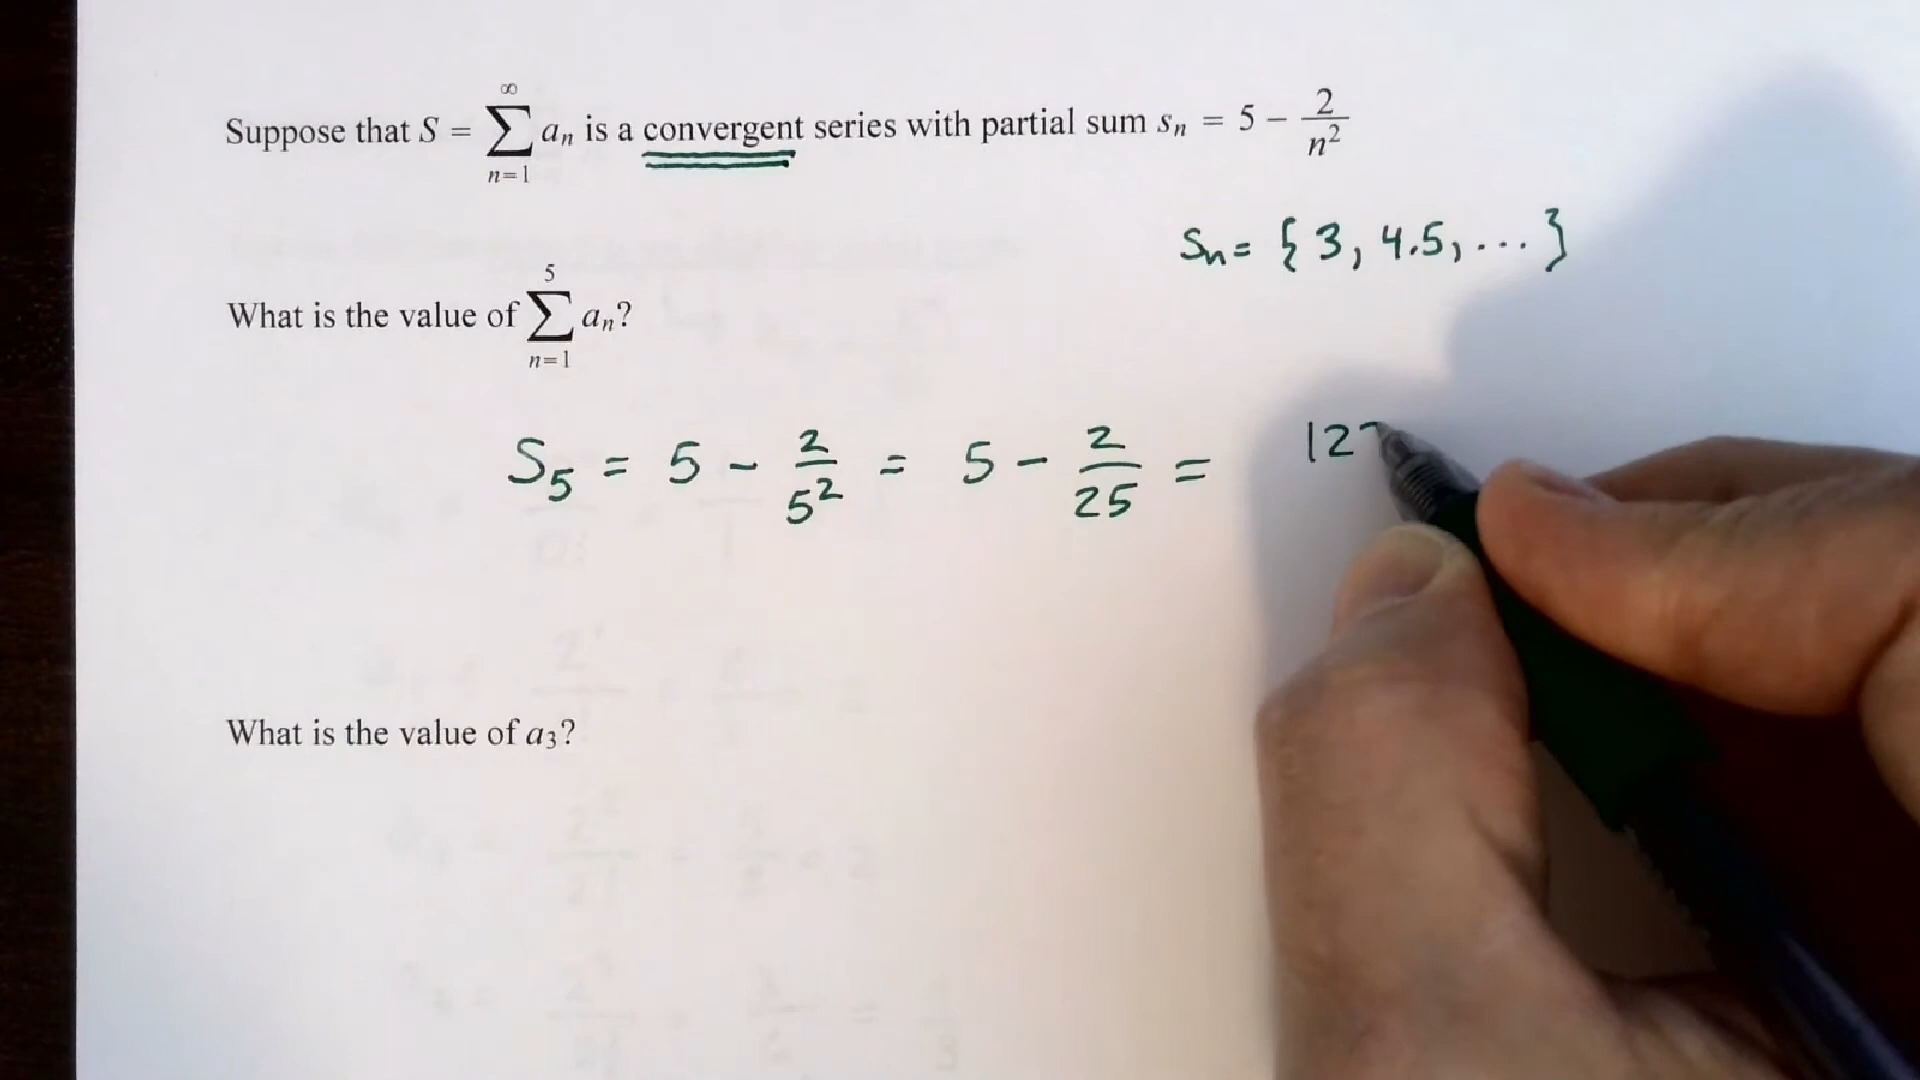 Suppose that S = ∑_{n=1}^{∞} a_n is a convergent series with partial sum s_n = 5 − 2/n²
S_n = { 3, 4.5, ... }
What is the value of ∑_{n=1}^{5} a_n?
S_5 = 5 − 2/5² = 5 − 2/25 = 12
What is the value of a_3?